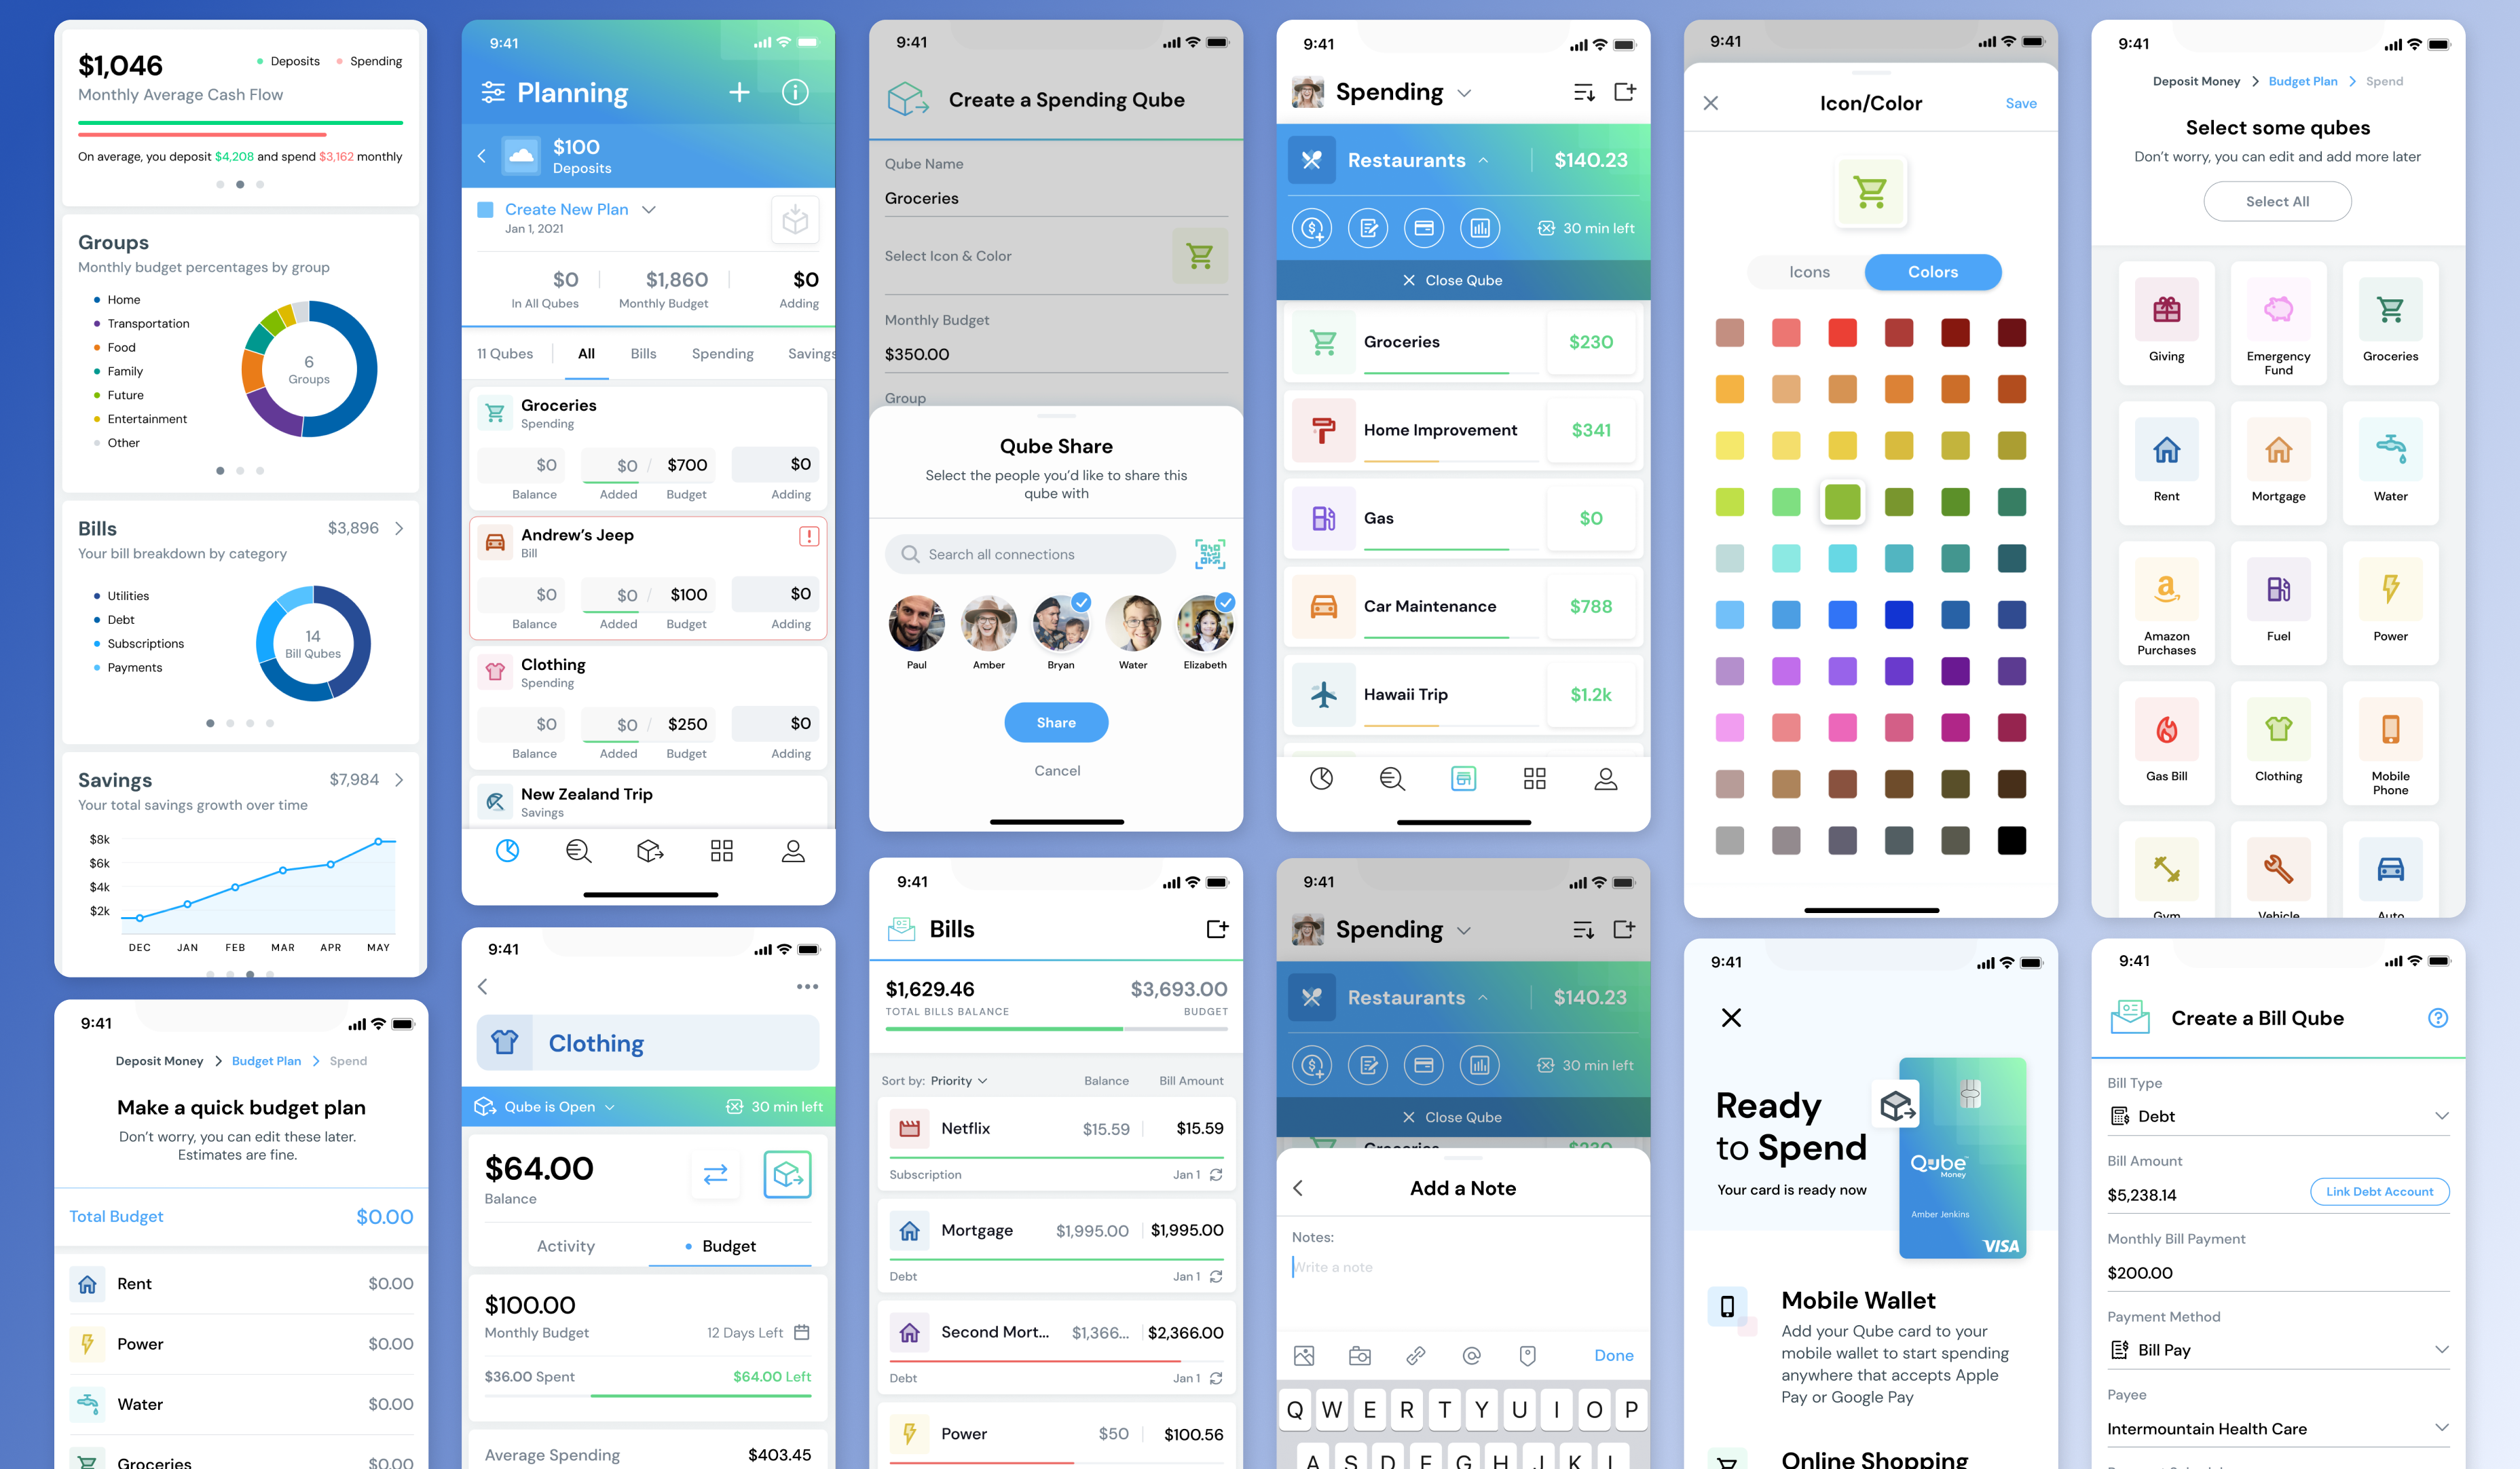 $1,046
Deposits
Spending
Monthly Average Cash Flow
On average, you deposit $4,208 and spend $3,162 monthly
Groups
Monthly budget percentages by group
Home
Transportation
Food
Family
Future
Entertainment
Other
6
Groups
Bills
$3,896
Your bill breakdown by category
Utilities
Debt
Subscriptions
Payments
14
Bill Qubes
Savings
$7,984
Your total savings growth over time
$8k
$6k
$4k
$2k
DEC JAN FEB MAR APR MAY
9:41
Deposit Money > Budget Plan > Spend
Make a quick budget plan
Don't worry, you can edit these later.
Estimates are fine.
Total Budget $0.00
Rent $0.00
Power $0.00
Water $0.00
Groceries $0.00
9:41
Planning
$100
Deposits
Create New Plan
Jan 1, 2021
$0 $1,860 $0
In All Qubes Monthly Budget Adding
11 Qubes All Bills Spending Savings
Groceries
Spending
$0 $0 / $700 $0
Balance Added Budget Adding
Andrew's Jeep
Bill
$0 $0 / $100 $0
Balance Added Budget Adding
Clothing
Spending
$0 $0 / $250 $0
Balance Added Budget Adding
New Zealand Trip
Savings
9:41
Clothing
Qube is Open
30 min left
$64.00
Balance
Activity Budget
$100.00
Monthly Budget 12 Days Left
$36.00 Spent $64.00 Left
Average Spending $403.45
9:41
Create a Spending Qube
Qube Name
Groceries
Select Icon & Color
Monthly Budget
$350.00
Group
Qube Share
Select the people you'd like to share this
qube with
Search all connections
Paul Amber Bryan Water Elizabeth
Share
Cancel
9:41
Bills
$1,629.46 $3,693.00
TOTAL BILLS BALANCE BUDGET
Sort by: Priority Balance Bill Amount
Netflix $15.59 $15.59
Subscription Jan 1
Mortgage $1,995.00 $1,995.00
Debt Jan 1
Second Mort... $1,366... $2,366.00
Debt Jan 1
Power $50 $100.56
9:41
Spending
Restaurants $140.23
30 min left
Close Qube
Groceries $230
Home Improvement $341
Gas $0
Car Maintenance $788
Hawaii Trip $1.2k
9:41
Spending
Restaurants $140.23
30 min left
Close Qube
Groceries $230
Add a Note
Notes:
Write a note
Done
Q W E R T Y U I O P
A S D F G H J K L
9:41
Icon/Color
Save
Icons Colors
9:41
Ready
to Spend
Your card is ready now
Qube
Money
Amber Jenkins
VISA
Mobile Wallet
Add your Qube card to your
mobile wallet to start spending
anywhere that accepts Apple
Pay or Google Pay
Online Shopping
9:41
Deposit Money > Budget Plan > Spend
Select some qubes
Don't worry, you can edit and add more later
Select All
Giving
Emergency
Fund
Groceries
Rent
Mortgage
Water
Amazon
Purchases
Fuel
Power
Gas Bill
Clothing
Mobile
Phone
Gym
Vehicle
Auto
9:41
Create a Bill Qube
Bill Type
Debt
Bill Amount
$5,238.14
Link Debt Account
Monthly Bill Payment
$200.00
Payment Method
Bill Pay
Payee
Intermountain Health Care